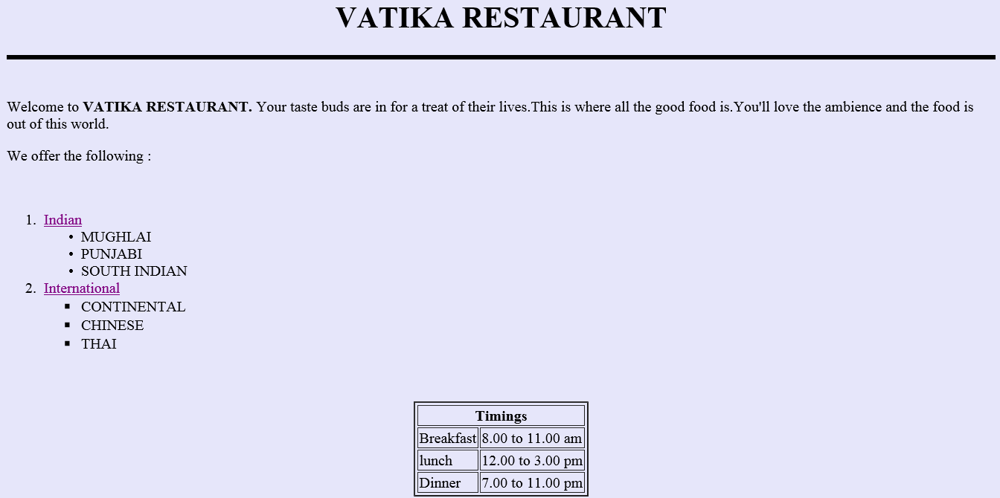 VATIKA RESTAURANT
Welcome to VATIKA RESTAURANT. Your taste buds are in for a treat of their lives.This is where all the good food is.You'll love the ambience and the food is
out of this world.
We offer the following :
1. Indian
• MUGHLAI
• PUNJABI
• SOUTH INDIAN
2. International
▪ CONTINENTAL
▪ CHINESE
▪ THAI
Timings
Breakfast 8.00 to 11.00 am
lunch 12.00 to 3.00 pm
Dinner 7.00 to 11.00 pm